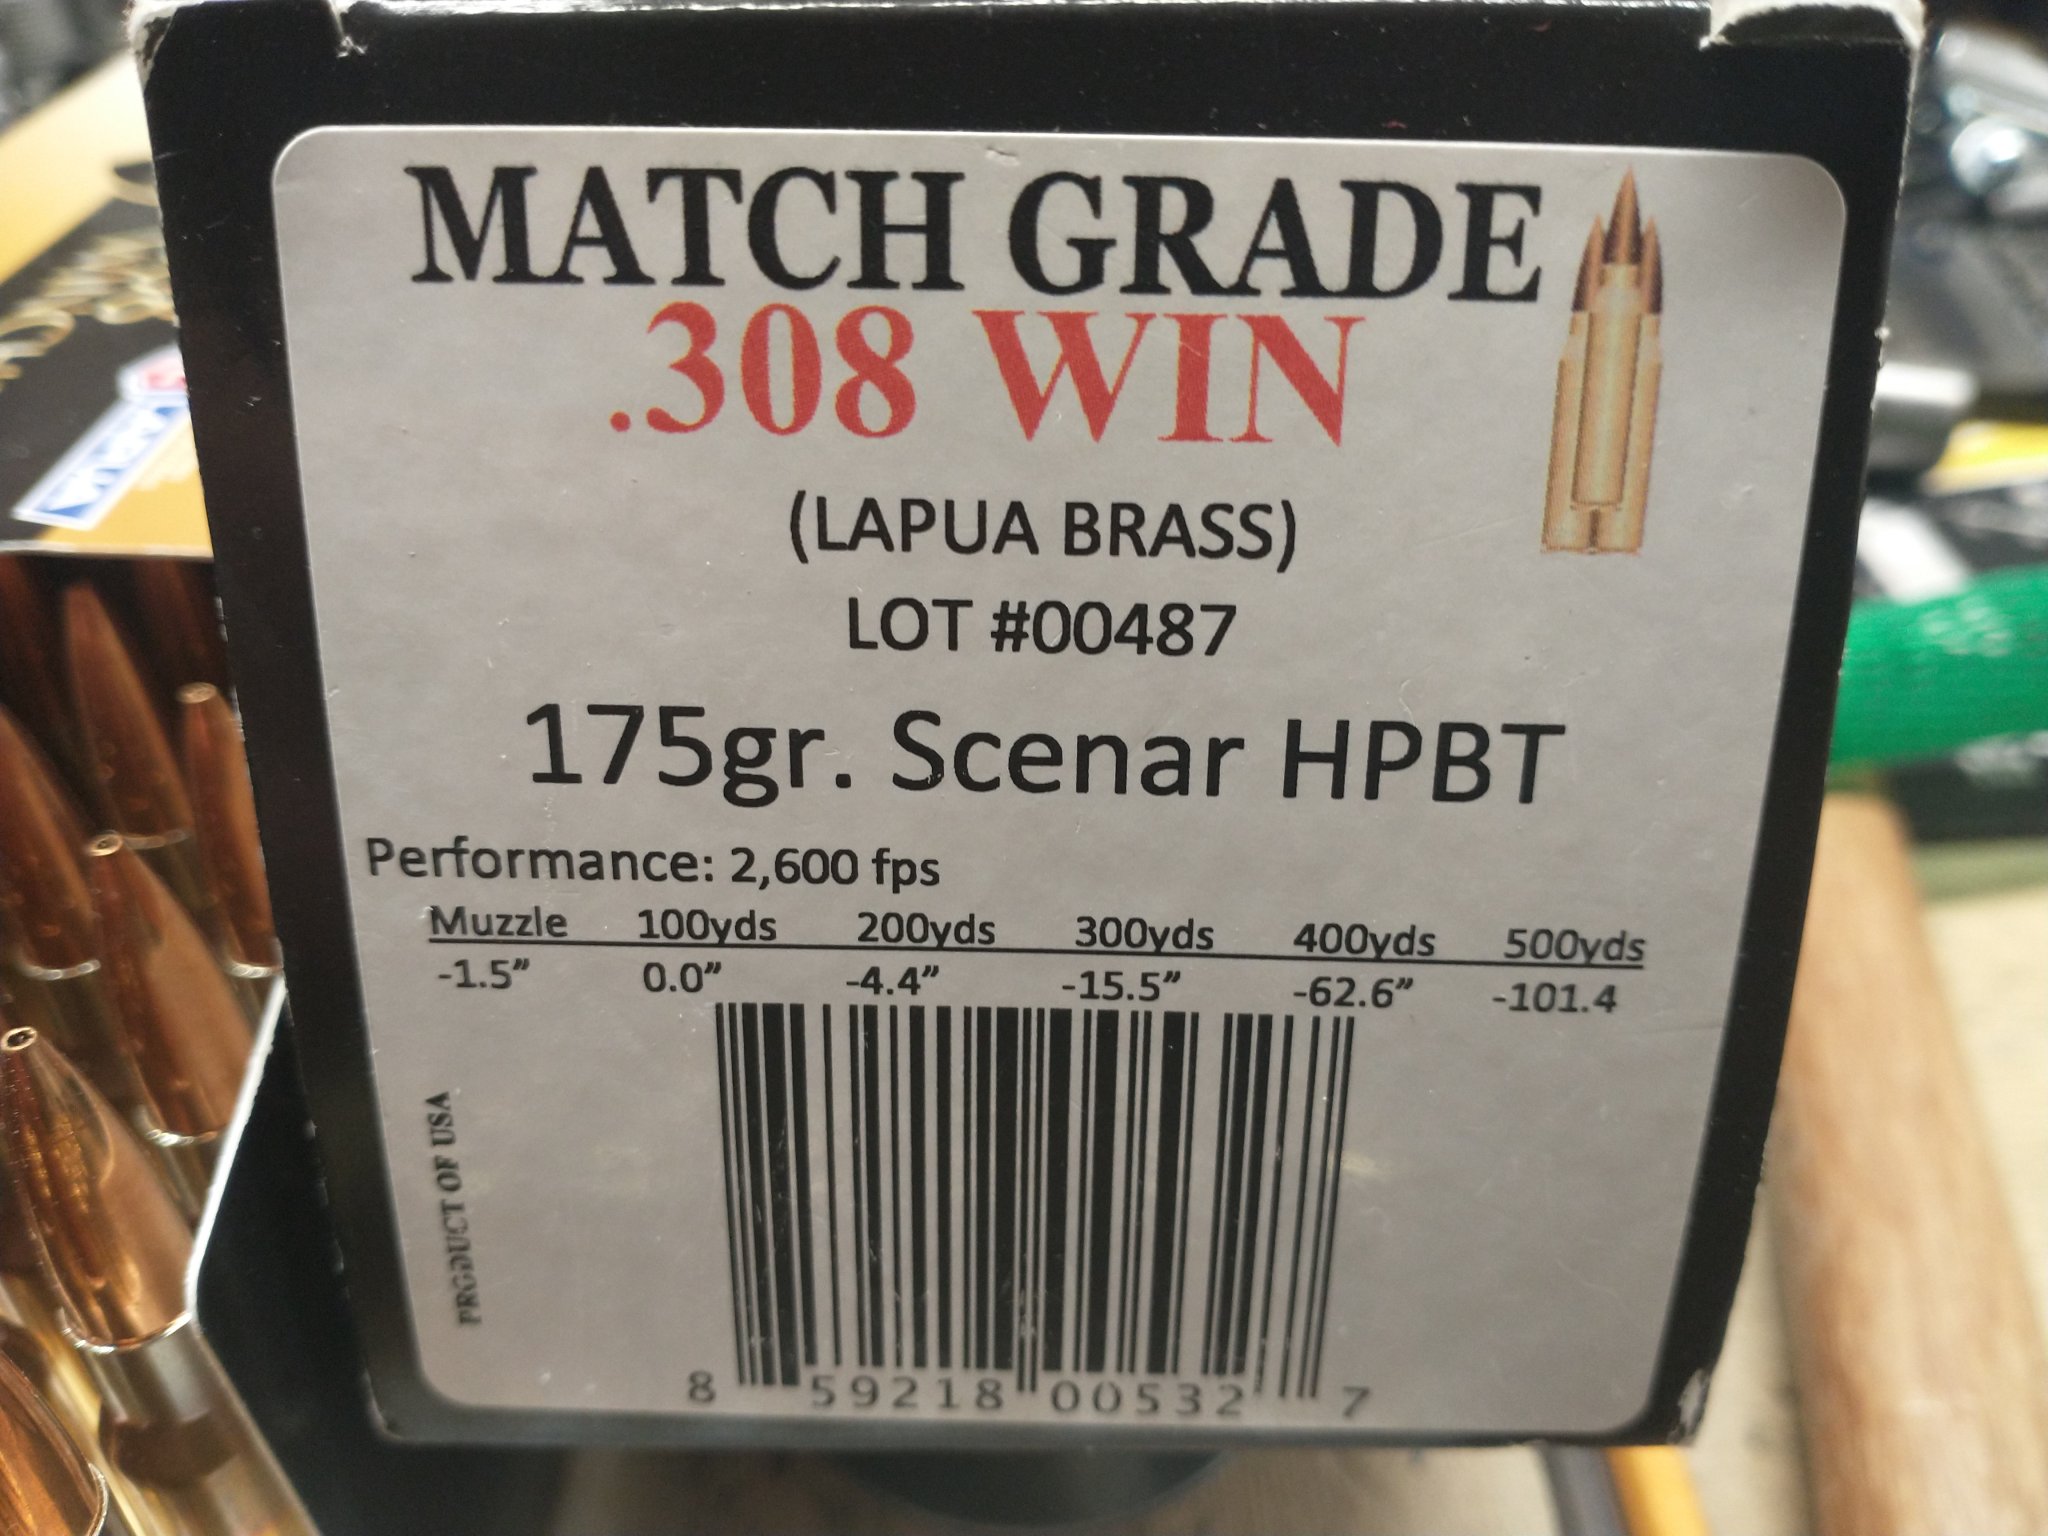 MATCH GRADE
.308 WIN
(LAPUA BRASS)
LOT #00487
175gr. Scenar HPBT
Performance: 2,600 fps
Muzzle 100yds 200yds 300yds 400yds 500yds
-1.5” 0.0” -4.4” -15.5” -62.6” -101.4
PRODUCT OF USA
8 59218 00532 7
LAPUA